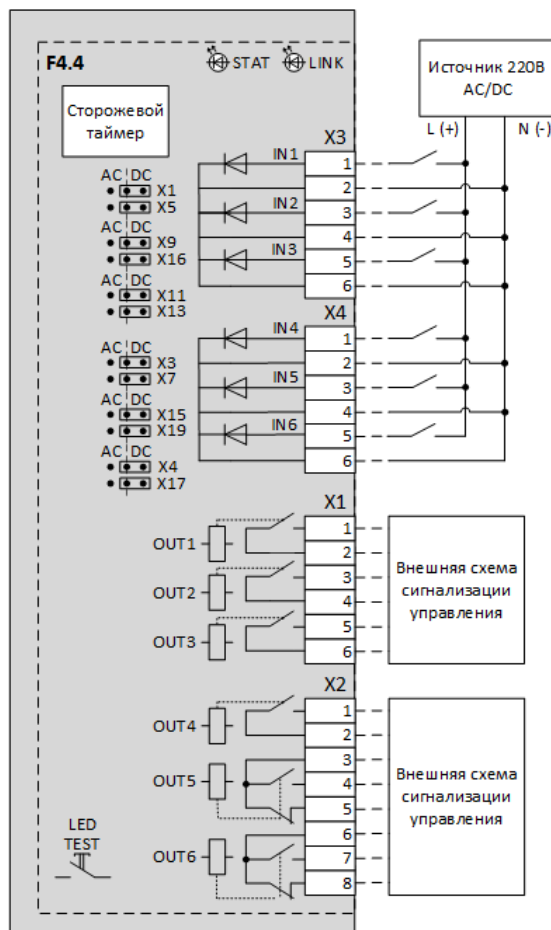 F4.4
STAT
LINK
Источник 220В
AC/DC
L (+)
N (-)
Сторожевой
таймер
X3
IN1
1
2
IN2
3
4
IN3
5
6
AC DC
X1
X5
AC DC
X9
X16
AC DC
X11
X13
X4
IN4
1
2
IN5
3
4
IN6
5
6
AC DC
X3
X7
AC DC
X15
X19
AC DC
X4
X17
X1
OUT1
1
2
OUT2
3
4
OUT3
5
6
Внешняя схема
сигнализации
управления
X2
OUT4
1
2
OUT5
3
4
5
OUT6
6
7
8
Внешняя схема
сигнализации
управления
LED
TEST